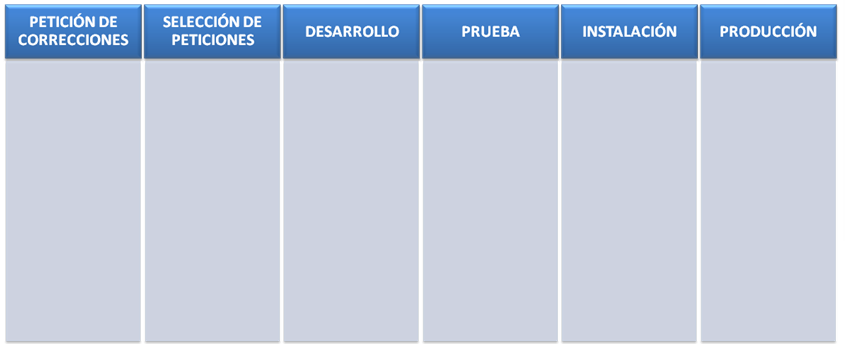 PETICIÓN DE
CORRECCIONES
SELECCIÓN DE
PETICIONES
DESARROLLO
PRUEBA
INSTALACIÓN
PRODUCCIÓN